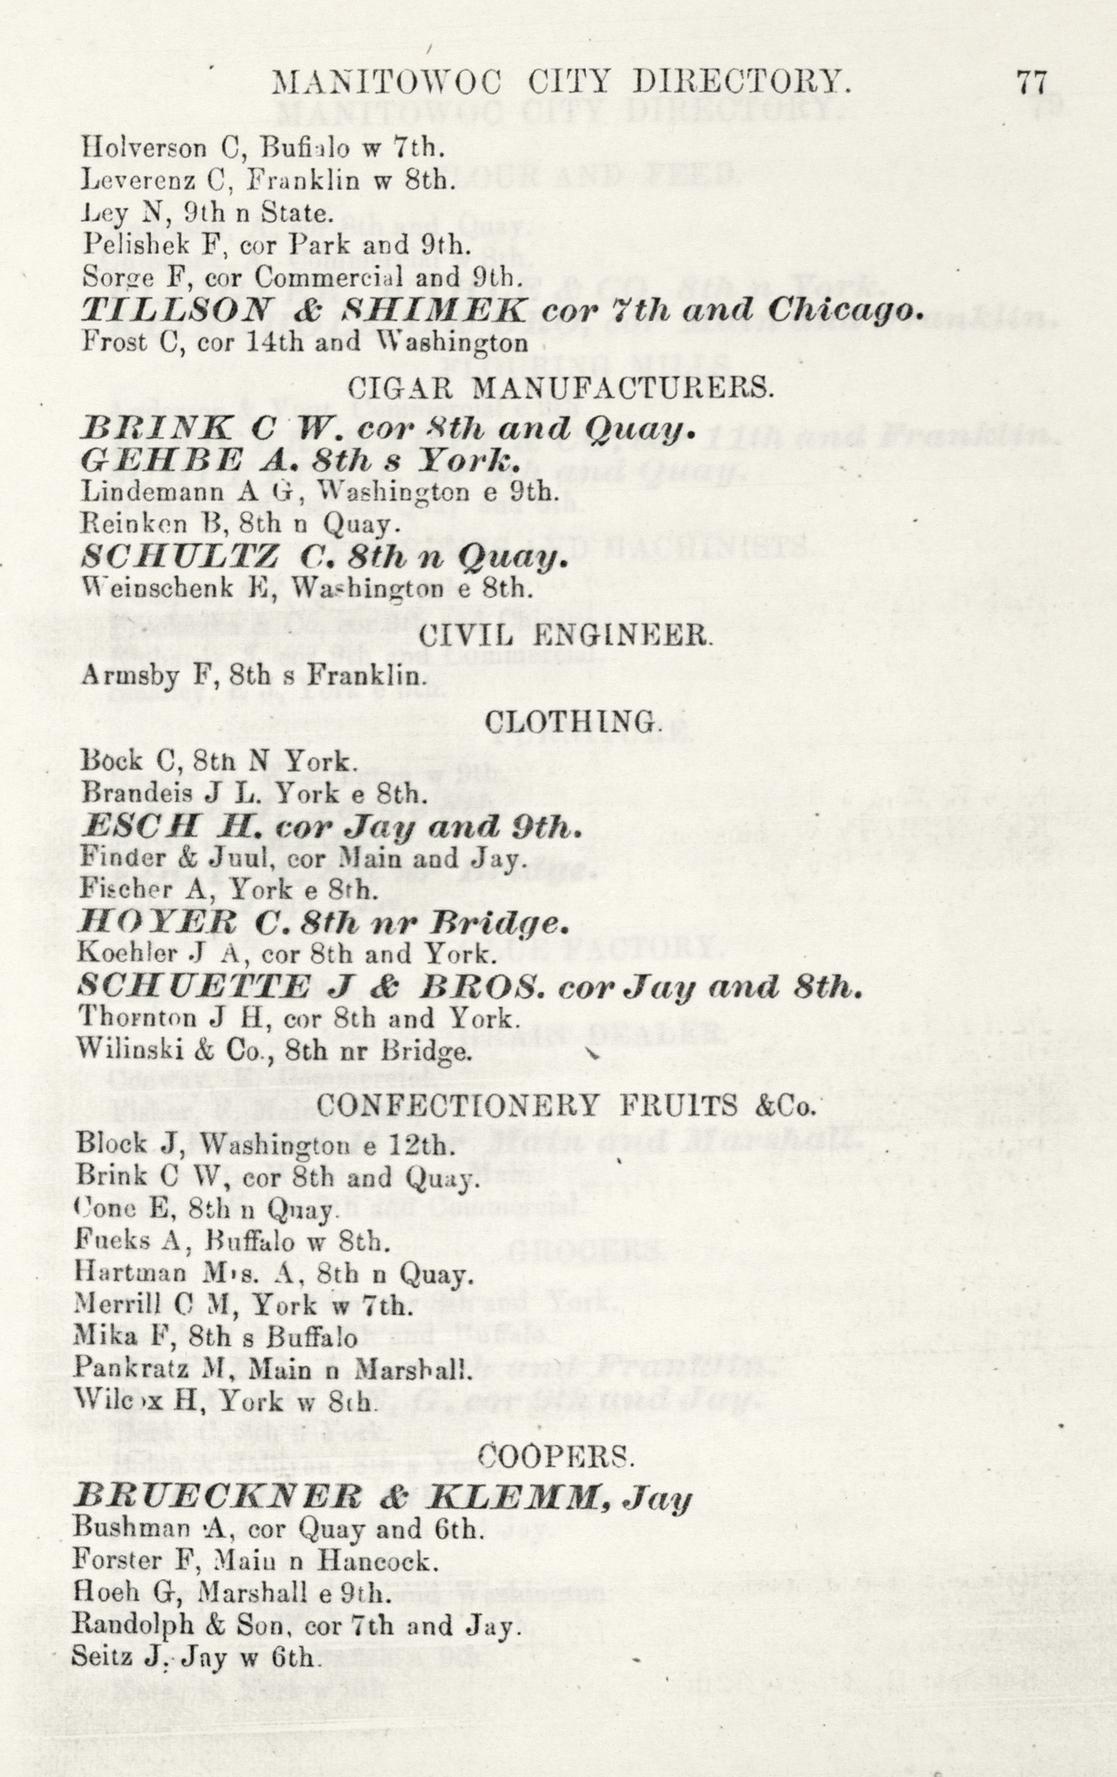 MANITOWOC CITY DIRECTORY. 77
Holverson C, Buffalo w 7th.
Leverenz C, Franklin w 8th.
Ley N, 9th n State.
Pelishek F, cor Park and 9th.
Sorge F, cor Commercial and 9th.
TILLSON & SHIMEK cor 7th and Chicago.
Frost C, cor 14th and Washington
CIGAR MANUFACTURERS.
BRINK C W. cor 8th and Quay.
GEHBE A. 8th s York.
Lindemann A G, Washington e 9th.
Reinken B, 8th n Quay.
SCHULTZ C. 8th n Quay.
Weinschenk E, Washington e 8th.
CIVIL ENGINEER.
Armsby F, 8th s Franklin.
CLOTHING.
Bock C, 8th N York.
Brandeis J L. York e 8th.
ESCH H. cor Jay and 9th.
Finder & Juul, cor Main and Jay.
Fischer A, York e 8th.
HOYER C. 8th nr Bridge.
Koehler J A, cor 8th and York.
SCHUETTE J & BROS. cor Jay and 8th.
Thornton J H, cor 8th and York.
Wilinski & Co., 8th nr Bridge.
CONFECTIONERY FRUITS &Co.
Block J, Washington e 12th.
Brink C W, cor 8th and Quay.
Cone E, 8th n Quay.
Fueks A, Buffalo w 8th.
Hartman Mrs. A, 8th n Quay.
Merrill C M, York w 7th.
Mika F, 8th s Buffalo
Pankratz M, Main n Marshall.
Wilcox H, York w 8th.
COOPERS.
BRUECKNER & KLEMM, Jay
Bushman A, cor Quay and 6th.
Forster F, Main n Hancock.
Hoeh G, Marshall e 9th.
Randolph & Son, cor 7th and Jay.
Seitz J. Jay w 6th.